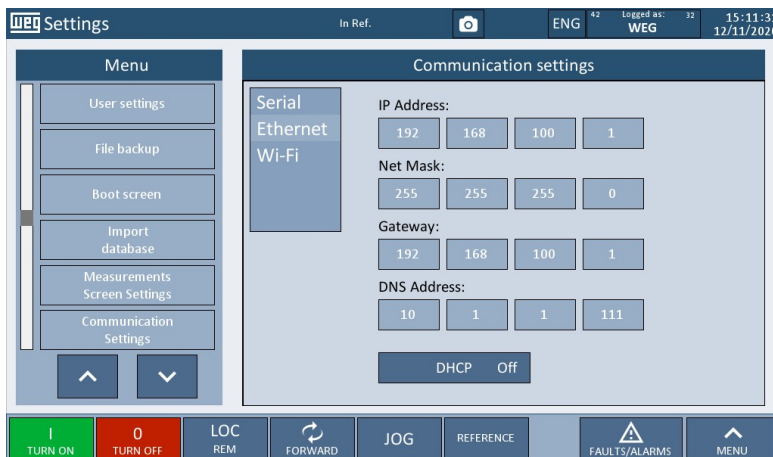 WEG Settings
In Ref.
ENG
42
Logged as:
WEG
32
15:11:3
12/11/202
Menu
User settings
File backup
Boot screen
Import
database
Measurements
Screen Settings
Communication
Settings
Communication settings
Serial
Ethernet
Wi-Fi
IP Address:
192 168 100 1
Net Mask:
255 255 255 0
Gateway:
192 168 100 1
DNS Address:
10 1 1 111
DHCP Off
I
TURN ON
0
TURN OFF
LOC
REM
FORWARD
JOG
REFERENCE
FAULTS/ALARMS
MENU